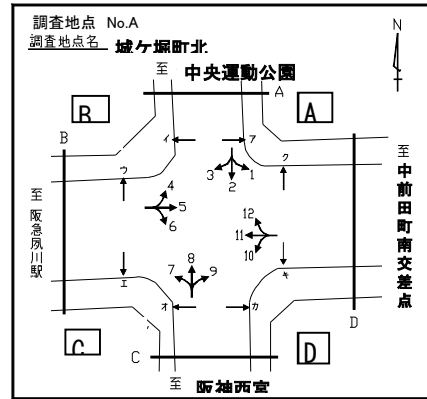 調査地点 No.A
調査地点名 城ケ堀町北
N
至
中央運動公園
A
B
A
B
イ
ア
ウ
ク
3
2
1
至
中前田町南交差点
至
阪急夙川駅
4
5
6
12
11
10
8
7
9
エ
キ
オ
カ
C
D
D
C
至
阪神西宮